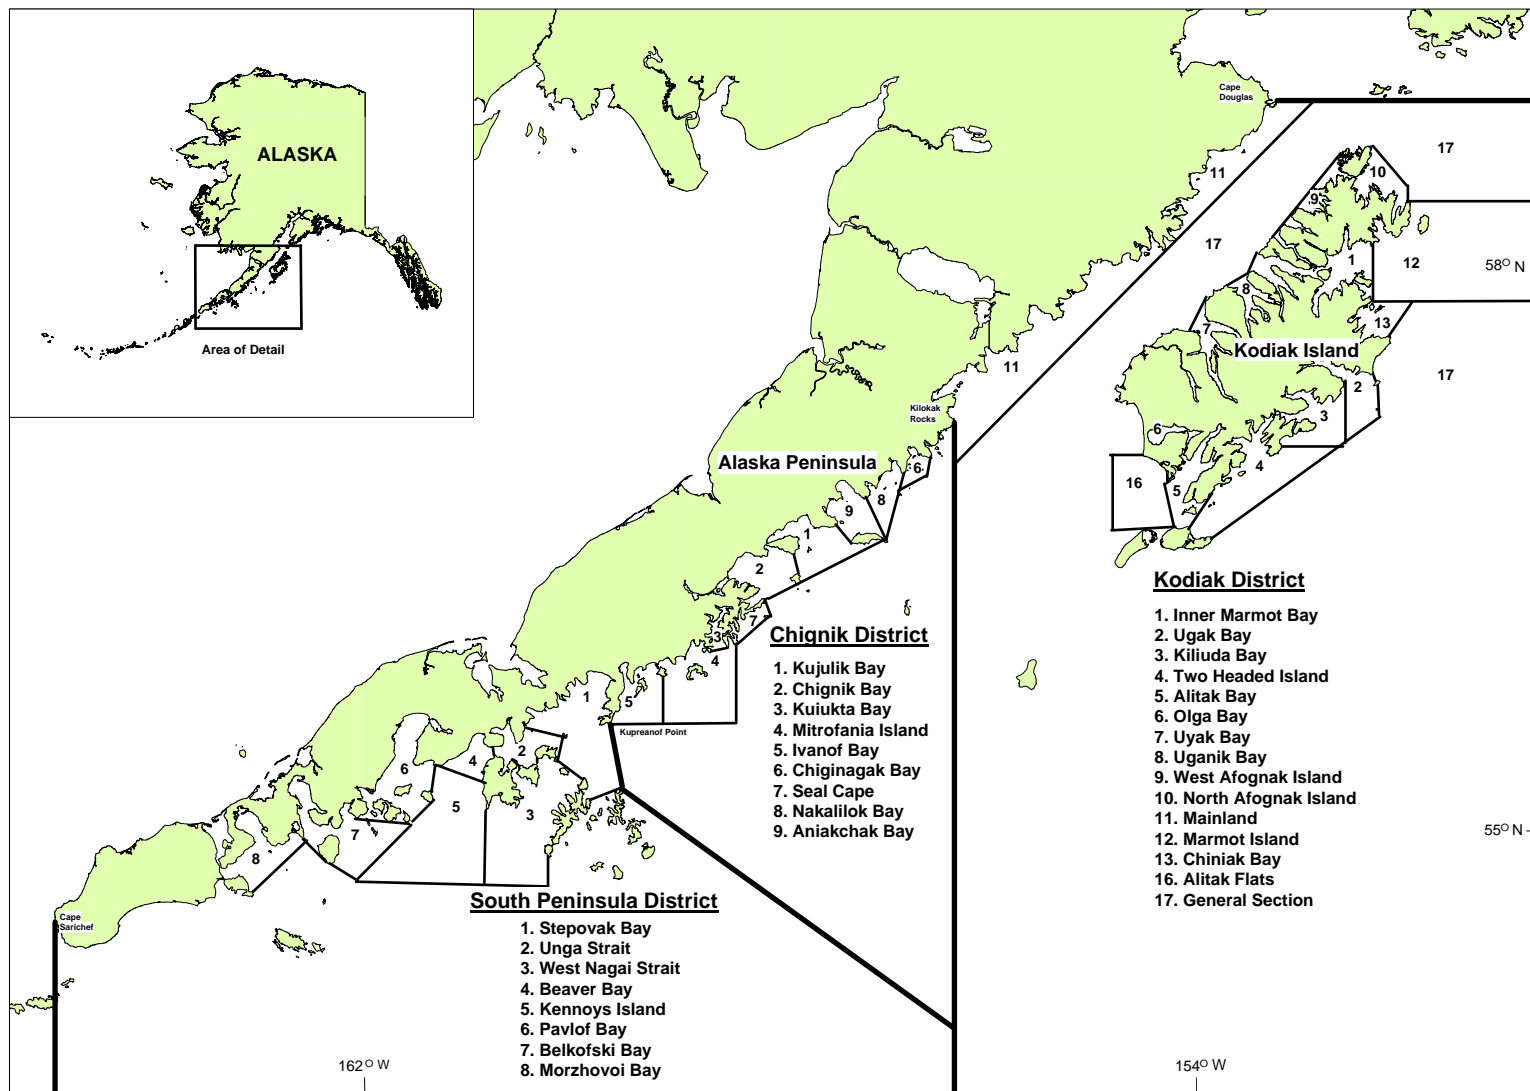 ALASKA
Area of Detail
Cape
Douglas
17
11
10
9
17
1
12
58O N
8
13
7
Kodiak Island
11
17
2
Kilokak
Rocks
3
6
Alaska Peninsula
6
4
16
5
8
9
1
2
Kodiak District
1. Inner Marmot Bay
2. Ugak Bay
3. Kiliuda Bay
4. Two Headed Island
5. Alitak Bay
6. Olga Bay
7. Uyak Bay
8. Uganik Bay
9. West Afognak Island
10. North Afognak Island
11. Mainland
12. Marmot Island
13. Chiniak Bay
16. Alitak Flats
17. General Section
7
3
4
Chignik District
1. Kujulik Bay
2. Chignik Bay
3. Kuiukta Bay
4. Mitrofania Island
5. Ivanof Bay
6. Chiginagak Bay
7. Seal Cape
8. Nakalilok Bay
9. Aniakchak Bay
1
5
Kupreanof Point
2
4
6
5
3
7
8
55O N
South Peninsula District
1. Stepovak Bay
2. Unga Strait
3. West Nagai Strait
4. Beaver Bay
5. Kennoys Island
6. Pavlof Bay
7. Belkofski Bay
8. Morzhovoi Bay
Cape
Sarichef
162O W
154O W